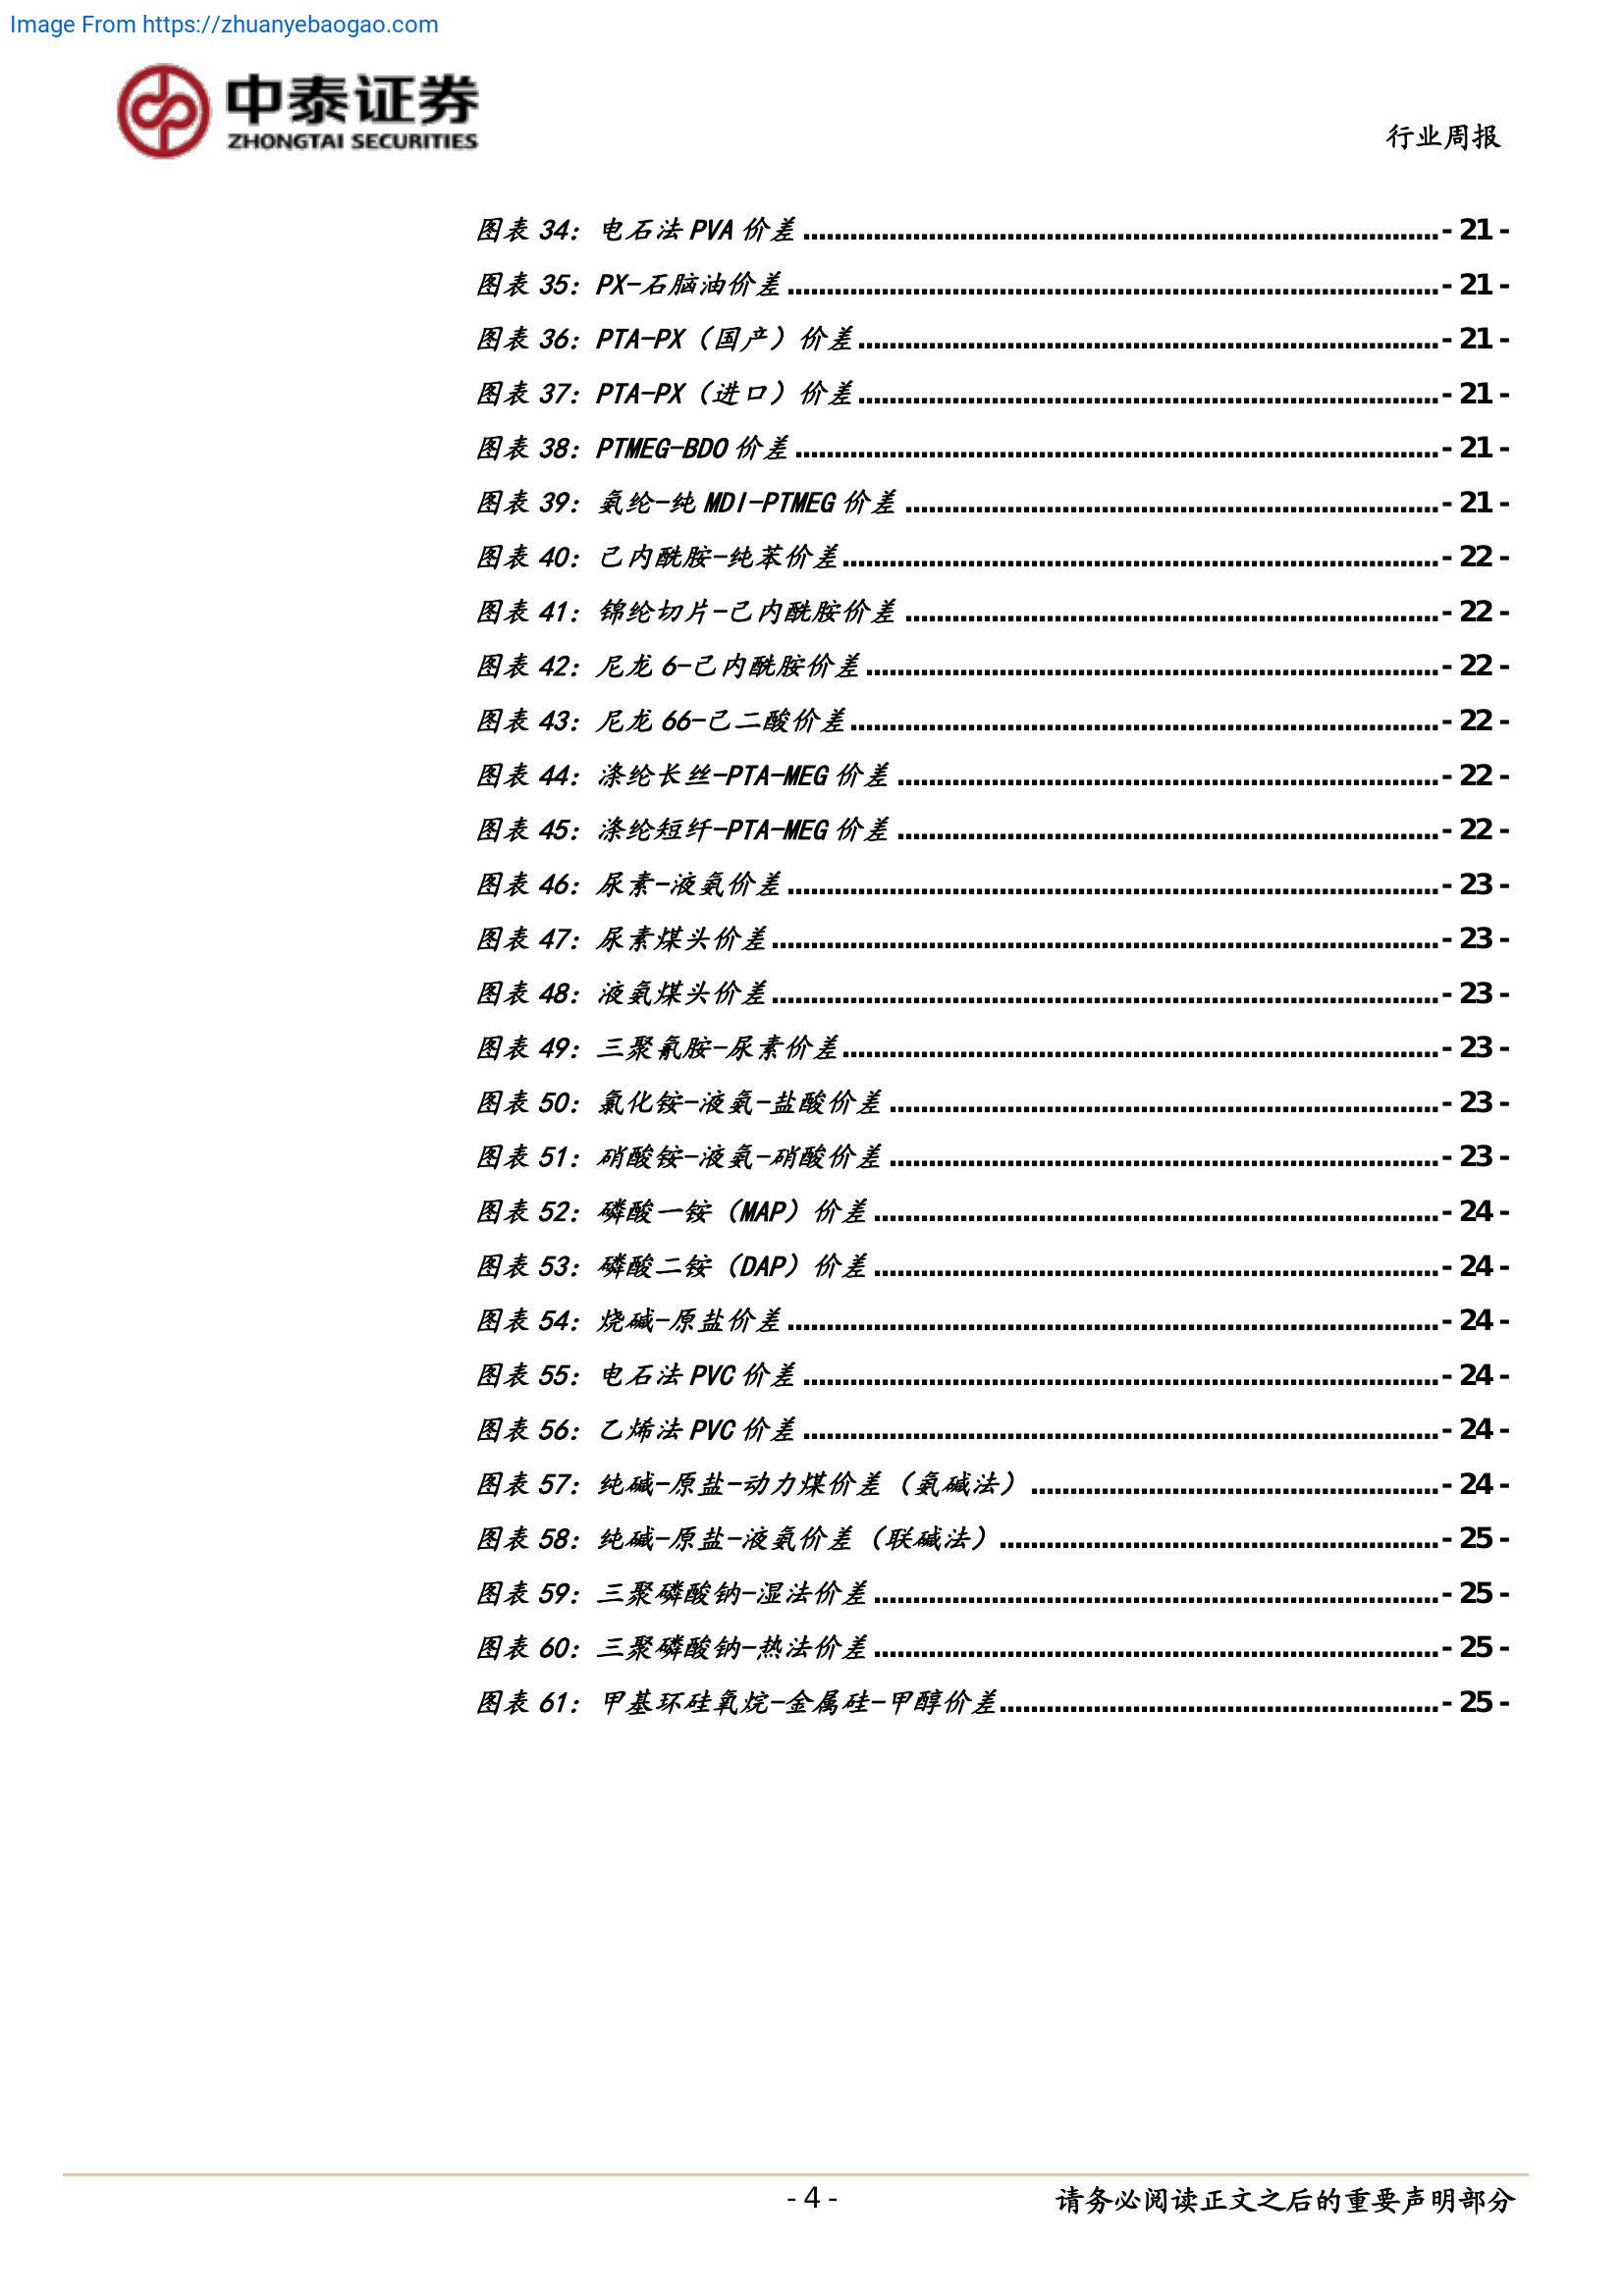 Image From https://zhuanyebaogao.com
中泰证券
ZHONGTAI SECURITIES
行业周报
图表 34：电石法 PVA 价差 - 21 -
图表 35：PX-石脑油价差 - 21 -
图表 36：PTA-PX（国产）价差 - 21 -
图表 37：PTA-PX（进口）价差 - 21 -
图表 38：PTMEG-BDO 价差 - 21 -
图表 39：氨纶-纯 MDI-PTMEG 价差 - 21 -
图表 40：己内酰胺-纯苯价差 - 22 -
图表 41：锦纶切片-己内酰胺价差 - 22 -
图表 42：尼龙 6-己内酰胺价差 - 22 -
图表 43：尼龙 66-己二酸价差 - 22 -
图表 44：涤纶长丝-PTA-MEG 价差 - 22 -
图表 45：涤纶短纤-PTA-MEG 价差 - 22 -
图表 46：尿素-液氨价差 - 23 -
图表 47：尿素煤头价差 - 23 -
图表 48：液氨煤头价差 - 23 -
图表 49：三聚氰胺-尿素价差 - 23 -
图表 50：氯化铵-液氨-盐酸价差 - 23 -
图表 51：硝酸铵-液氨-硝酸价差 - 23 -
图表 52：磷酸一铵（MAP）价差 - 24 -
图表 53：磷酸二铵（DAP）价差 - 24 -
图表 54：烧碱-原盐价差 - 24 -
图表 55：电石法 PVC 价差 - 24 -
图表 56：乙烯法 PVC 价差 - 24 -
图表 57：纯碱-原盐-动力煤价差（氨碱法） - 24 -
图表 58：纯碱-原盐-液氨价差（联碱法） - 25 -
图表 59：三聚磷酸钠-湿法价差 - 25 -
图表 60：三聚磷酸钠-热法价差 - 25 -
图表 61：甲基环硅氧烷-金属硅-甲醇价差 - 25 -
- 4 -
请务必阅读正文之后的重要声明部分